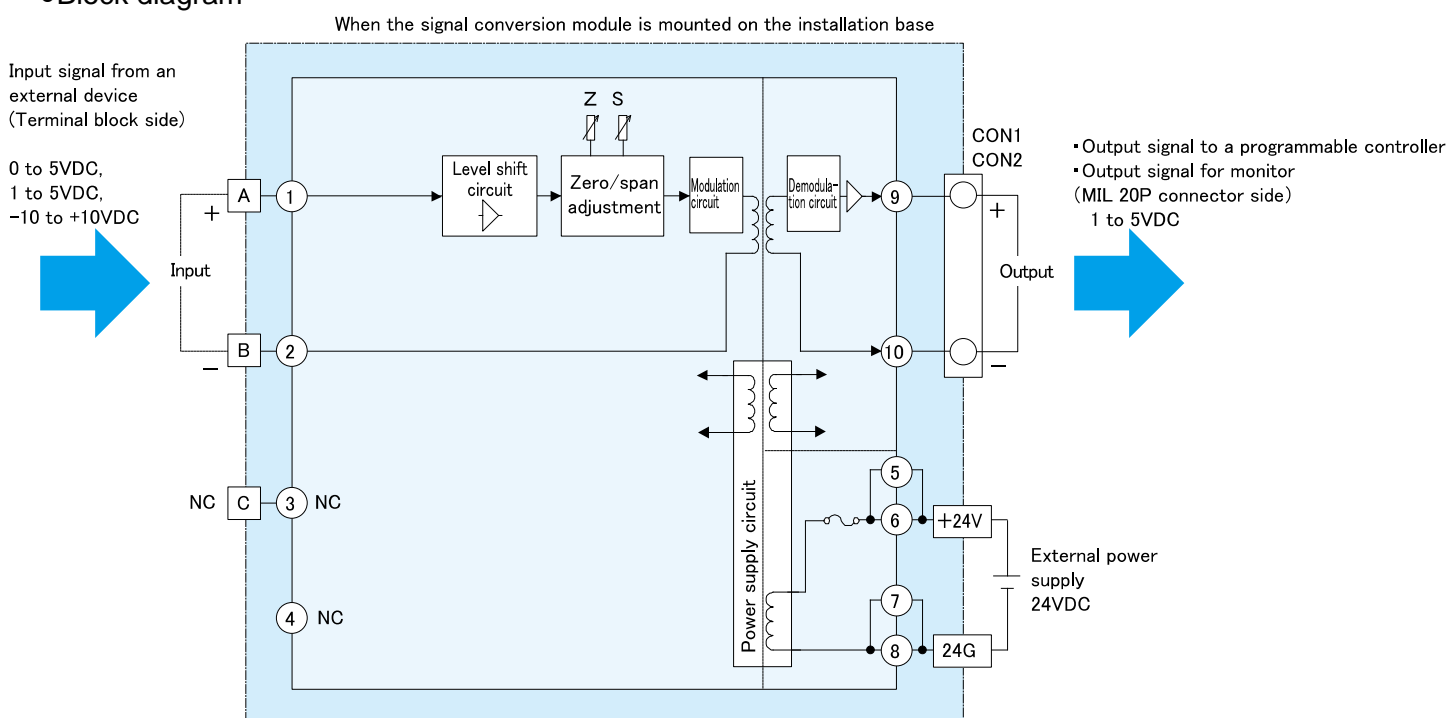 ●Block diagram
When the signal conversion module is mounted on the installation base
Input signal from an
external device
(Terminal block side)
0 to 5VDC,
1 to 5VDC,
-10 to +10VDC
+
Input
−
A
B
NC
C
1
2
3
NC
4
NC
Level shift
circuit
Z S
Zero/span
adjustment
Modulation
circuit
Demodula-
tion circuit
Power supply circuit
9
10
5
6
7
8
CON1
CON2
+
Output
−
▪Output signal to a programmable controller
▪Output signal for monitor
(MIL 20P connector side)
1 to 5VDC
+24V
24G
External power
supply
24VDC